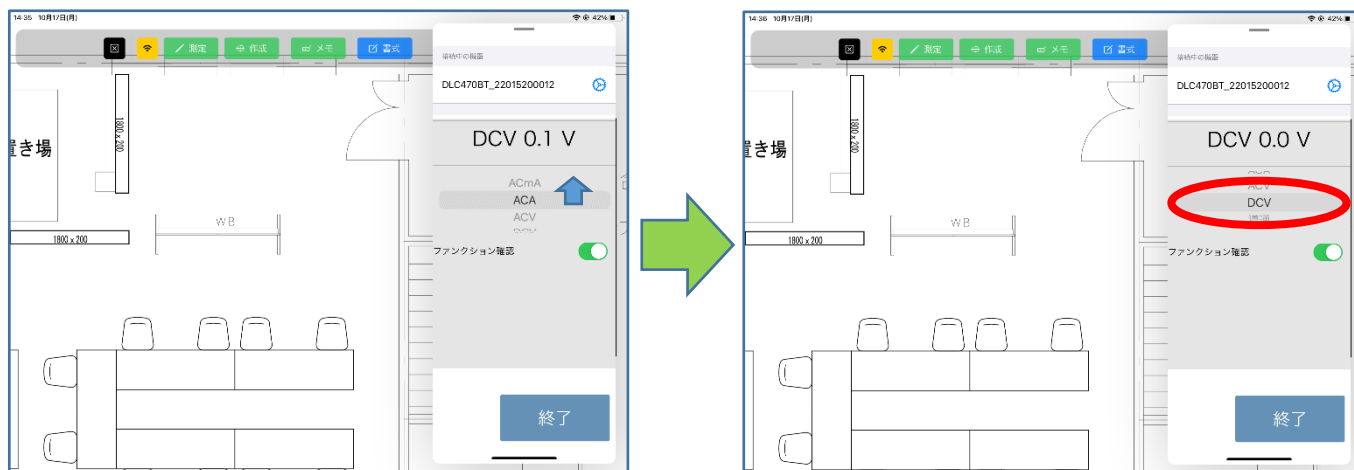 14:35 10月17日(月)
42%
測定
作成
メモ
書式
接続中の機器
DLC470BT_22015200012
DCV 0.1 V
ACmA
ACA
ACV
DCV
ファンクション確認
終了
置き場
1800 x 200
WB
1800 x 200
14:36 10月17日(月)
42%
測定
作成
メモ
書式
接続中の機器
DLC470BT_22015200012
DCV 0.0 V
ACA
ACV
DCV
ファンクション確認
終了
置き場
1800 x 200
WB
1800 x 200